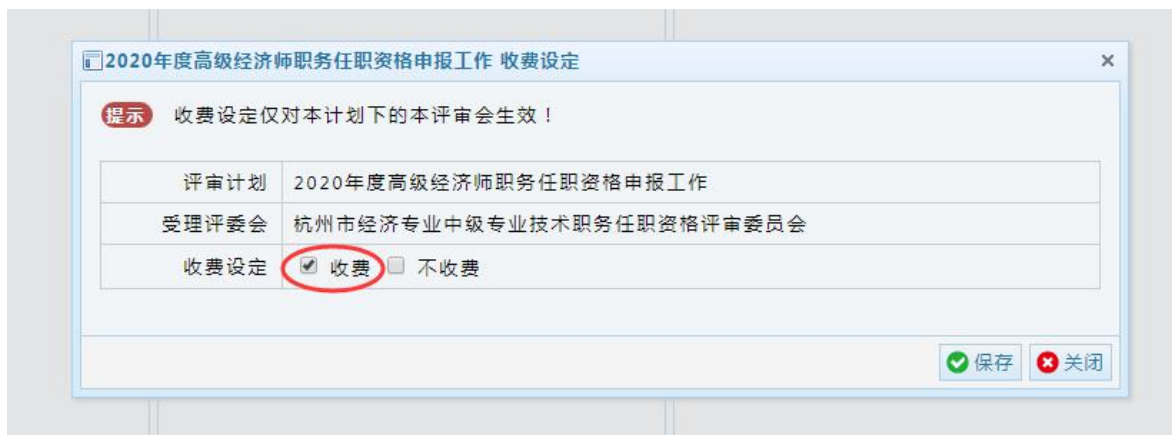 2020年度高级经济师职务任职资格申报工作 收费设定
提示 收费设定仅对本计划下的本评审会生效！
评审计划 2020年度高级经济师职务任职资格申报工作
受理评委会 杭州市经济专业中级专业技术职务任职资格评审委员会
收费设定 收费 不收费
保存 关闭